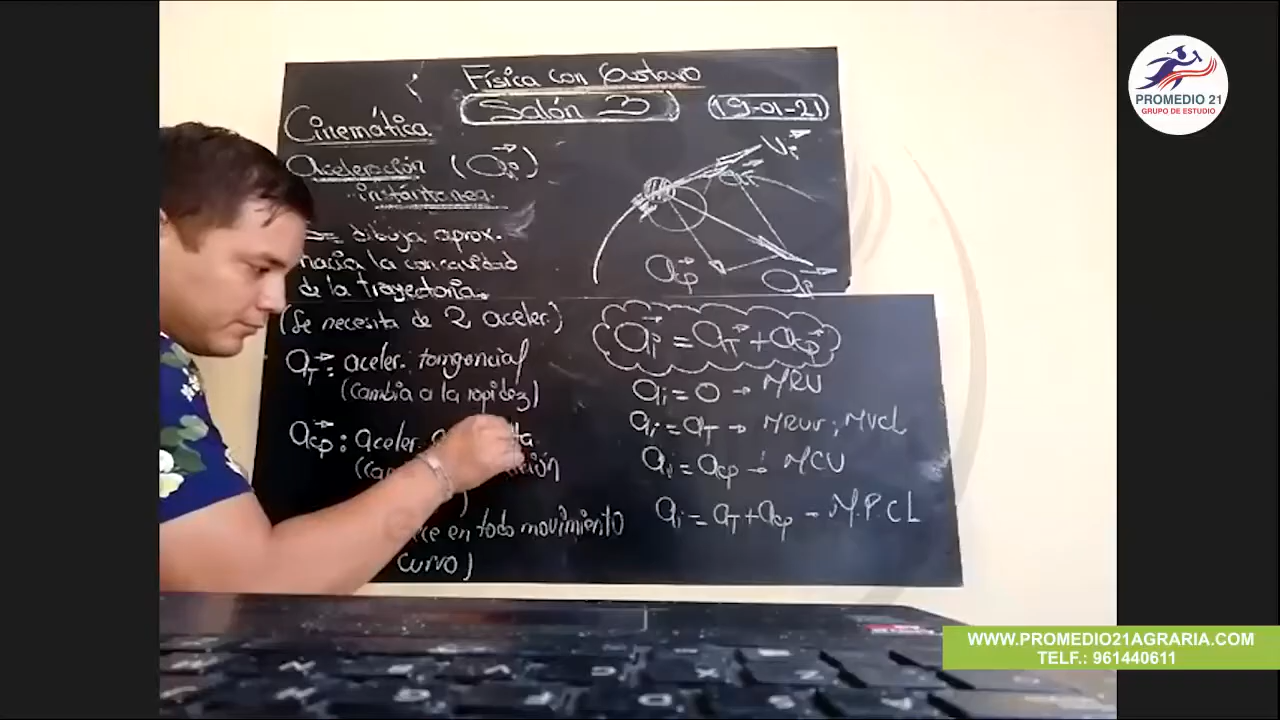 Física con Gustavo
Salón 3
19-01-21
Cinemática
Aceleración (ai)
instántanea.
dibuja aprox.
hacia la concavidad
de la trayectoria.
(Se necesita de 2 aceler.)
aT: aceler. tangencial
(Cambia a la rapidez)
acp: aceler.
en todo movimiento
curvo)
Vi
aT
acp
ai
ai = aT + acp
ai = 0 → MRU
ai = aT → MRUV; MVCL
ai = acp → MCU
ai = aT + acp → M.P.C.L
PROMEDIO 21
GRUPO DE ESTUDIO
WWW.PROMEDIO21AGRARIA.COM
TELF.: 961440611